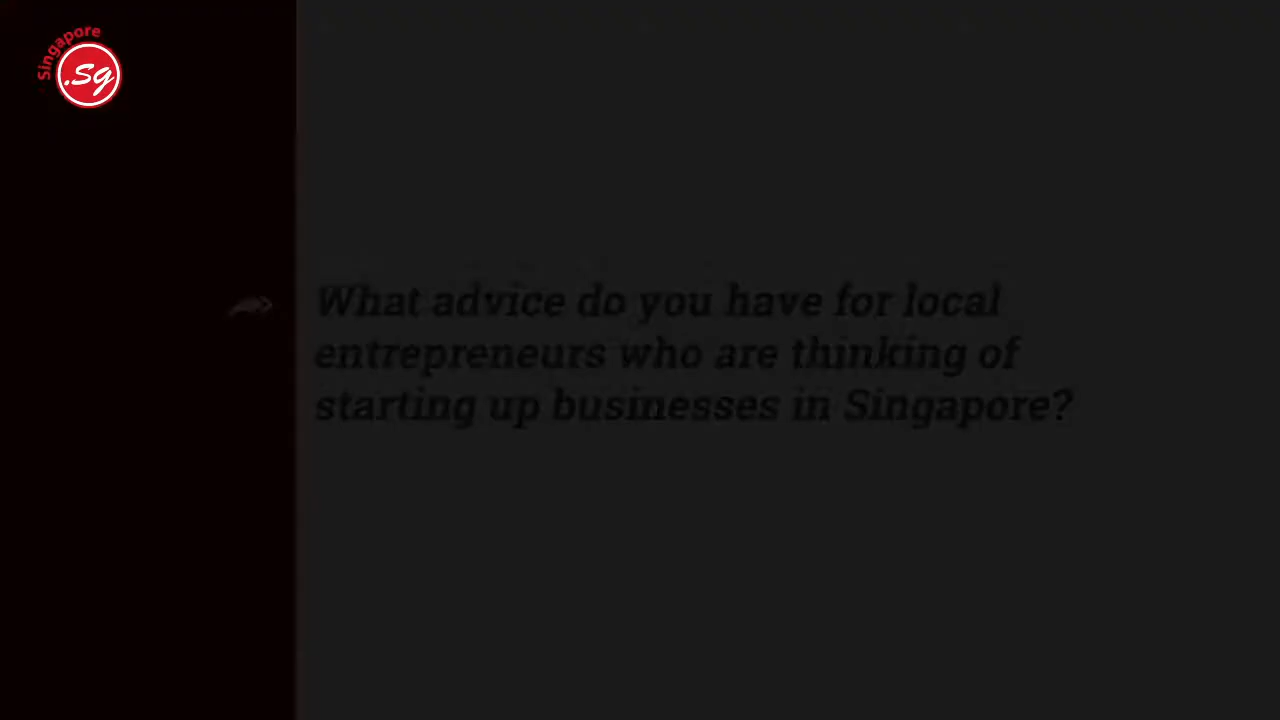 Singapore
.sg
What advice do you have for local
entrepreneurs who are thinking of
starting up businesses in Singapore?